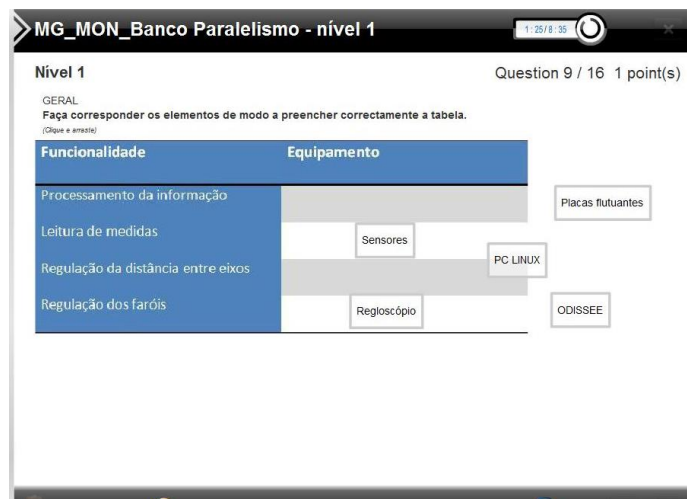 MG_MON_Banco Paralelismo - nível 1
1:25/8:35
Nível 1
Question 9 / 16 1 point(s)
GERAL
Faça corresponder os elementos de modo a preencher correctamente a tabela.
(Clique e arraste)
Funcionalidade Equipamento
Processamento da informação
Placas flutuantes
Leitura de medidas
Sensores
PC LINUX
Regulação da distância entre eixos
Regulação dos faróis
Regloscópio
ODISSEE